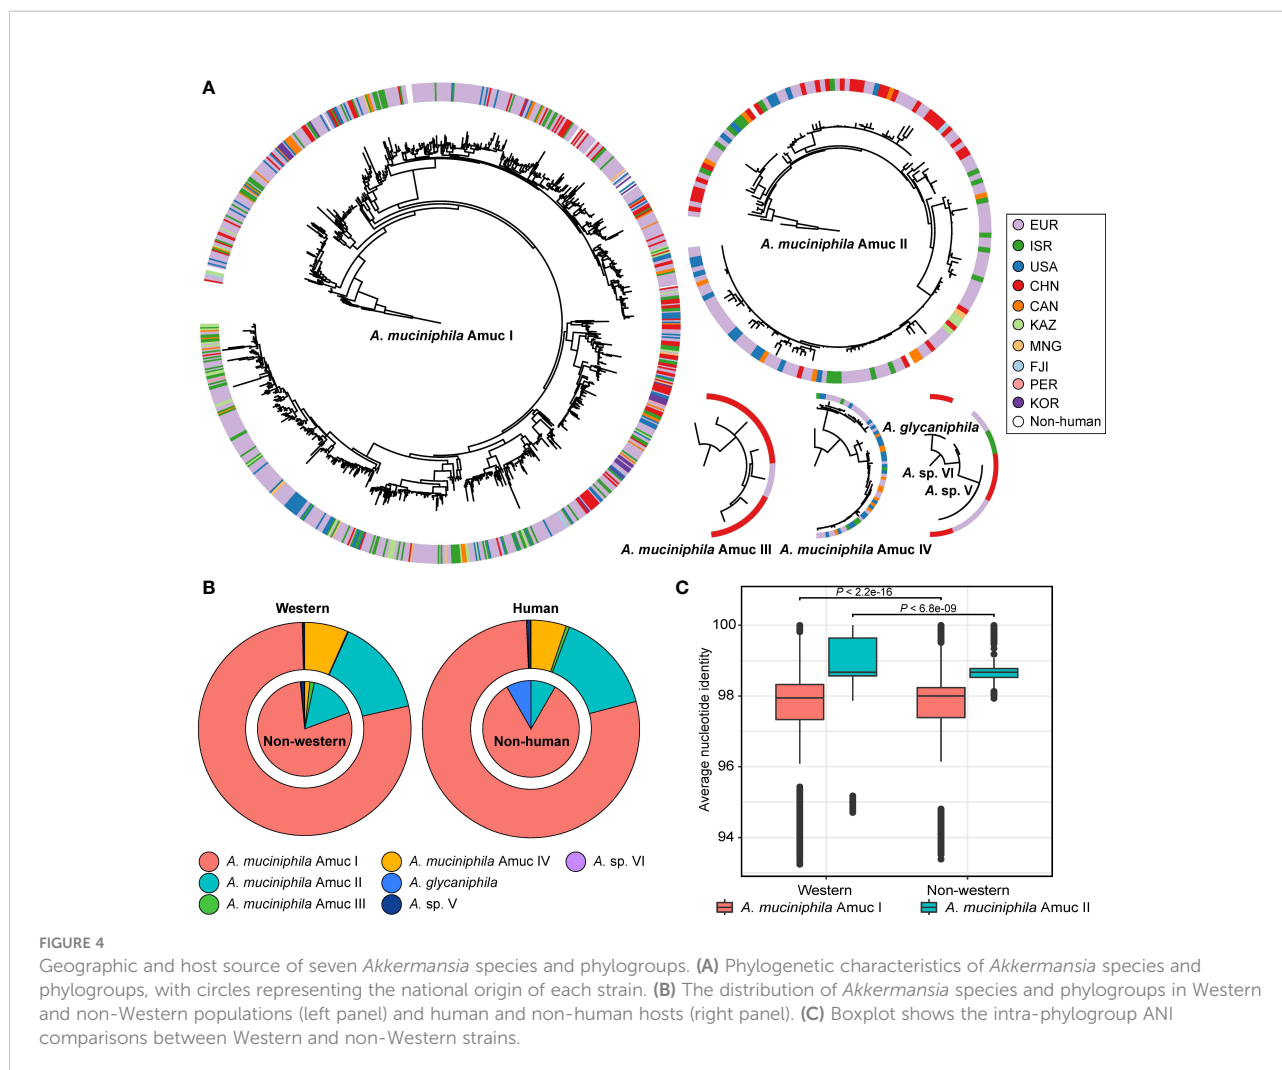 A
A. muciniphila Amuc I
A. muciniphila Amuc II
EUR
ISR
USA
CHN
CAN
KAZ
MNG
FJI
PER
KOR
Non-human
A. glycaniphila
A. sp. VI
A. sp. V
A. muciniphila Amuc III
A. muciniphila Amuc IV
B
Western
Human
Non-western
Non-human
A. muciniphila Amuc I
A. muciniphila Amuc IV
A. sp. VI
A. muciniphila Amuc II
A. glycaniphila
A. muciniphila Amuc III
A. sp. V
C
P < 2.2e-16
P < 6.8e-09
100
98
96
94
Average nucleotide identity
Western
Non-western
A. muciniphila Amuc I
A. muciniphila Amuc II
FIGURE 4
Geographic and host source of seven Akkermansia species and phylogroups. (A) Phylogenetic characteristics of Akkermansia species and
phylogroups, with circles representing the national origin of each strain. (B) The distribution of Akkermansia species and phylogroups in Western
and non-Western populations (left panel) and human and non-human hosts (right panel). (C) Boxplot shows the intra-phylogroup ANI
comparisons between Western and non-Western strains.